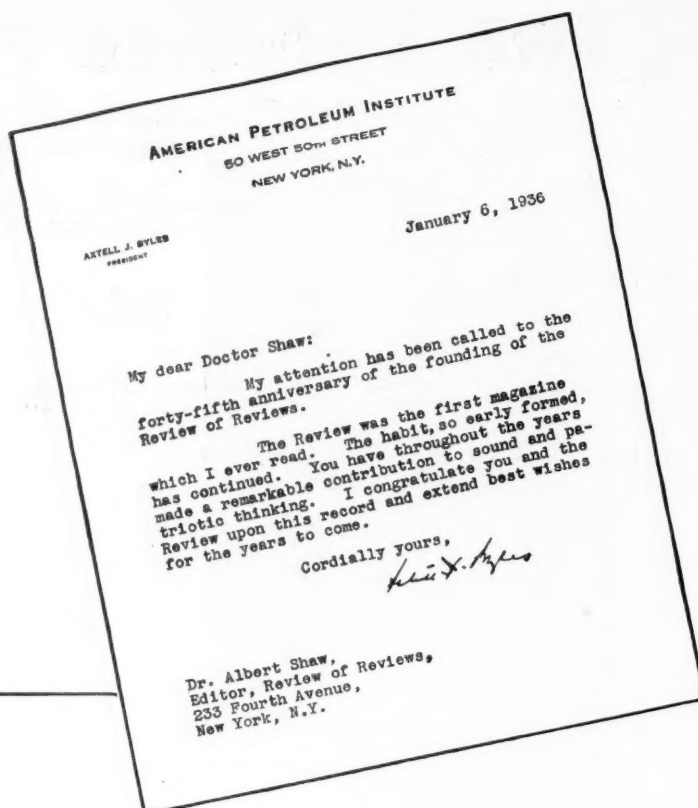 AMERICAN PETROLEUM INSTITUTE
50 WEST 50TH STREET
NEW YORK, N.Y.
AXTELL J. BYLES
PRESIDENT
January 6, 1936
My dear Doctor Shaw:
My attention has been called to the
forty-fifth anniversary of the founding of the
Review of Reviews.
The Review was the first magazine
which I ever read. The habit, so early formed,
has continued. You have throughout the years
made a remarkable contribution to sound and pa-
triotic thinking. I congratulate you and the
Review upon this record and extend best wishes
for the years to come.
Cordially yours,
Dr. Albert Shaw,
Editor, Review of Reviews,
233 Fourth Avenue,
New York, N.Y.